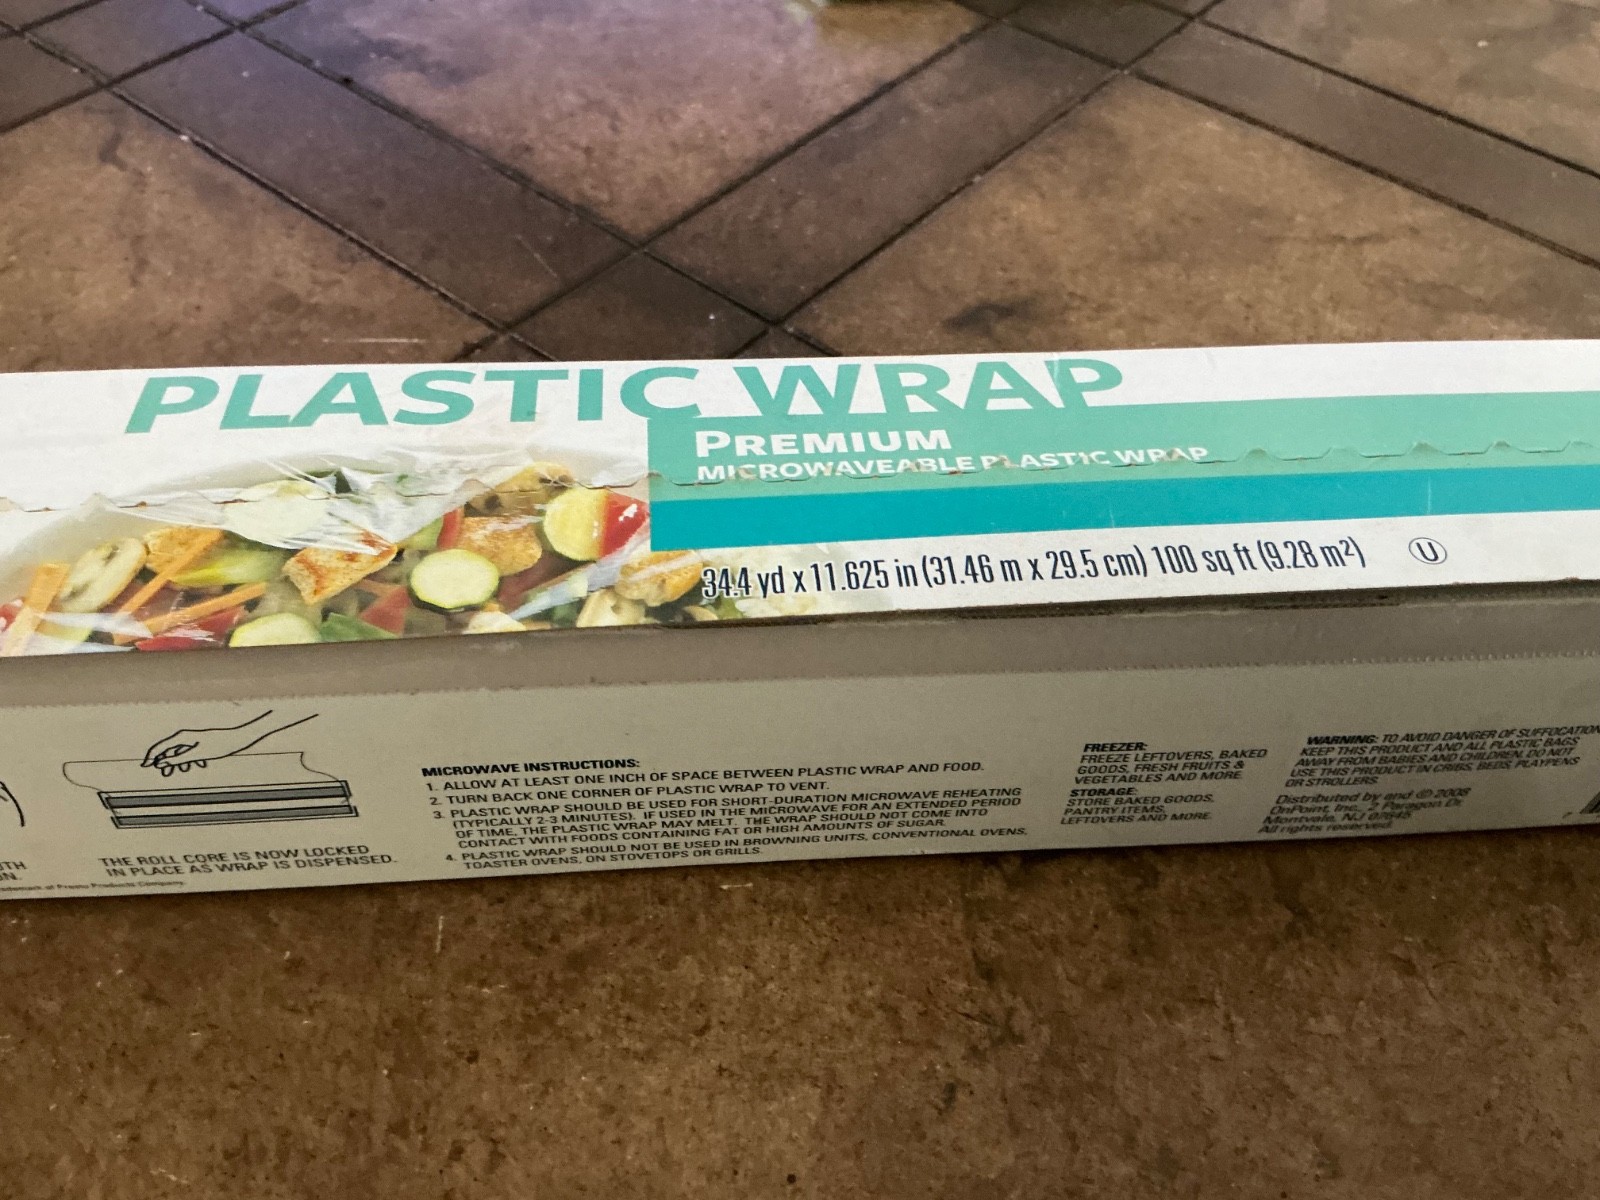 PLASTIC WRAP
PREMIUM
MICROWAVEABLE PLASTIC WRAP
34.4 yd x 11.625 in (31.46 m x 29.5 cm) 100 sq ft (9.28 m²)
U
THE ROLL CORE IS NOW LOCKED
IN PLACE AS WRAP IS DISPENSED.
of Presto Products Company.
MICROWAVE INSTRUCTIONS:
1. ALLOW AT LEAST ONE INCH OF SPACE BETWEEN PLASTIC WRAP AND FOOD.
2. TURN BACK ONE CORNER OF PLASTIC WRAP TO VENT.
3. PLASTIC WRAP SHOULD BE USED FOR SHORT-DURATION MICROWAVE REHEATING
(TYPICALLY 2-3 MINUTES). IF USED IN THE MICROWAVE FOR AN EXTENDED PERIOD
OF TIME, THE PLASTIC WRAP MAY MELT. THE WRAP SHOULD NOT COME INTO
CONTACT WITH FOODS CONTAINING FAT OR HIGH AMOUNTS OF SUGAR.
4. PLASTIC WRAP SHOULD NOT BE USED IN BROWNING UNITS, CONVENTIONAL OVENS,
TOASTER OVENS, ON STOVETOPS OR GRILLS.
FREEZER:
FREEZE LEFTOVERS, BAKED
GOODS, FRESH FRUITS &
VEGETABLES AND MORE.
STORAGE:
STORE BAKED GOODS,
PANTRY ITEMS,
LEFTOVERS AND MORE.
WARNING: TO AVOID DANGER OF SUFFOCATION
KEEP THIS PRODUCT AND ALL PLASTIC BAGS
AWAY FROM BABIES AND CHILDREN. DO NOT
USE THIS PRODUCT IN CRIBS, BEDS, PLAYPENS
OR STROLLERS.
Distributed by and © 2008
OnPoint, Inc., 2 Paragon Dr.
Montvale, NJ 07645
All rights reserved.